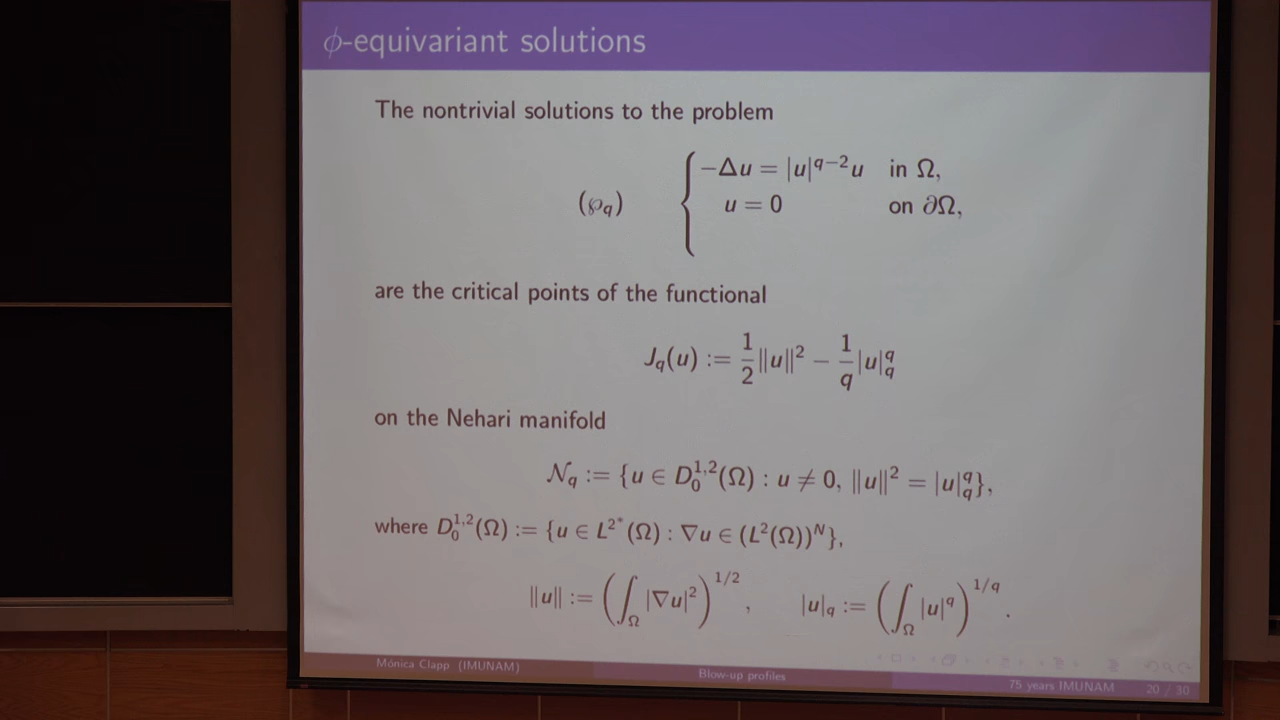 ϕ-equivariant solutions
The nontrivial solutions to the problem
(℘_q) { −Δu = |u|^{q−2}u in Ω,
u = 0 on ∂Ω,
are the critical points of the functional
J_q(u) := 1/2 ‖u‖² − 1/q |u|_q^q
on the Nehari manifold
𝒩_q := {u ∈ D_0^{1,2}(Ω) : u ≠ 0, ‖u‖² = |u|_q^q},
where D_0^{1,2}(Ω) := {u ∈ L^{2*}(Ω) : ∇u ∈ (L²(Ω))^N},
‖u‖ := (∫_Ω |∇u|²)^{1/2}, |u|_q := (∫_Ω |u|^q)^{1/q}.
Mónica Clapp (IMUNAM) Blow-up profiles 75 years IMUNAM 20 / 30